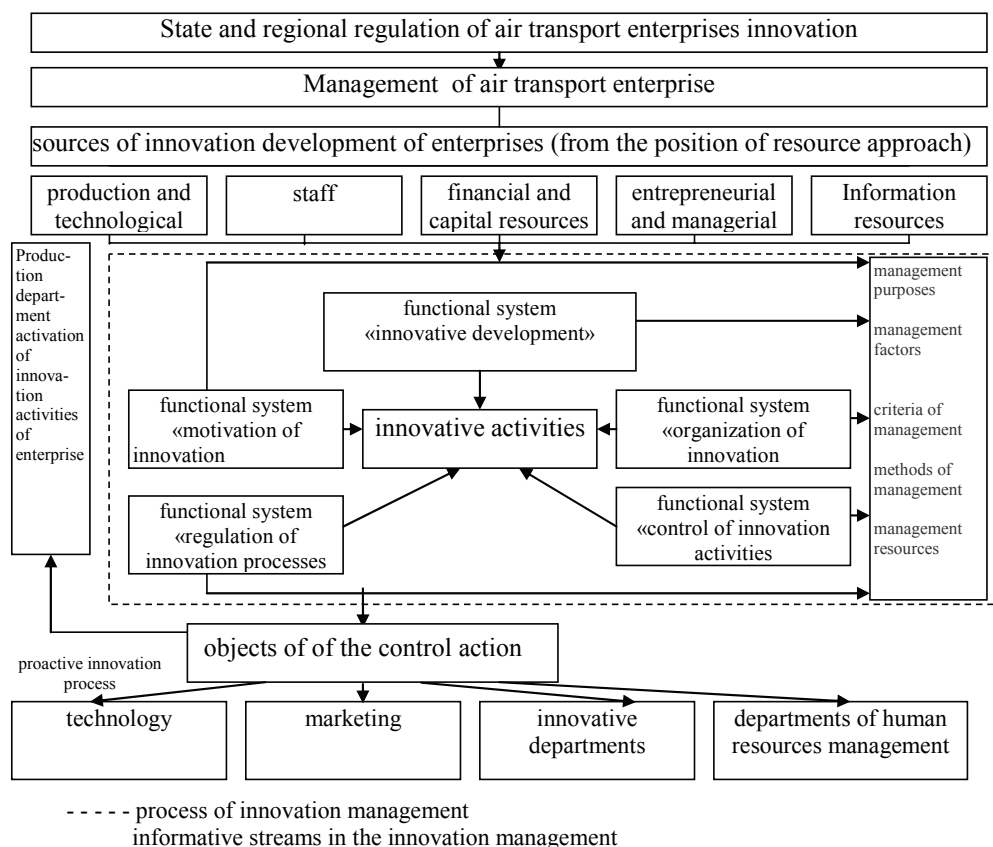 State and regional regulation of air transport enterprises innovation
Management of air transport enterprise
sources of innovation development of enterprises (from the position of resource approach)
production and
technological
staff
financial and
capital resources
entrepreneurial
and managerial
Information
resources
Produc-
tion
depart-
ment
activation
of
innova-
tion
activities
of
enterprise
functional system
«innovative development»
functional system
«motivation of
innovation
innovative activities
functional system
«organization of
innovation
functional system
«regulation of
innovation processes
functional system
«control of innovation
activities
management
purposes
management
factors
criteria of
management
methods of
management
management
resources
objects of of the control action
proactive innovation
process
technology
marketing
innovative
departments
departments of human
resources management
- - - - - process of innovation management
informative streams in the innovation management